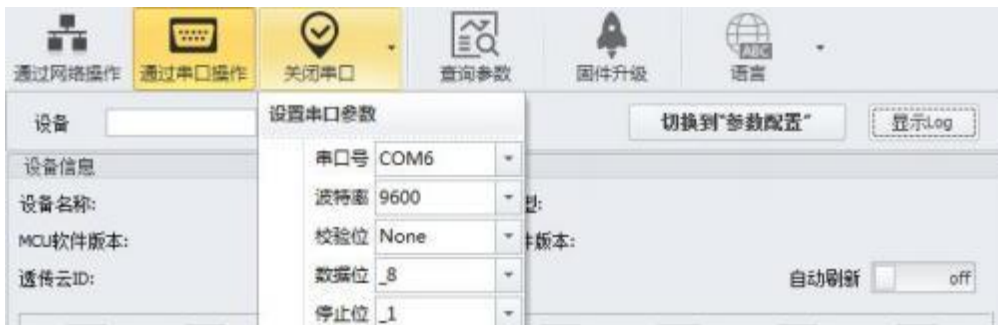 通过网络操作 通过串口操作 关闭串口 查询参数 固件升级 ABC 语言
设备 设置串口参数 切换到"参数配置" 显示Log
串口号 COM6
设备信息
设备名称: 波特率 9600 型:
MCU软件版本: 校验位 None 件版本:
透传云ID: 数据位 _8 自动刷新 off
停止位 _1